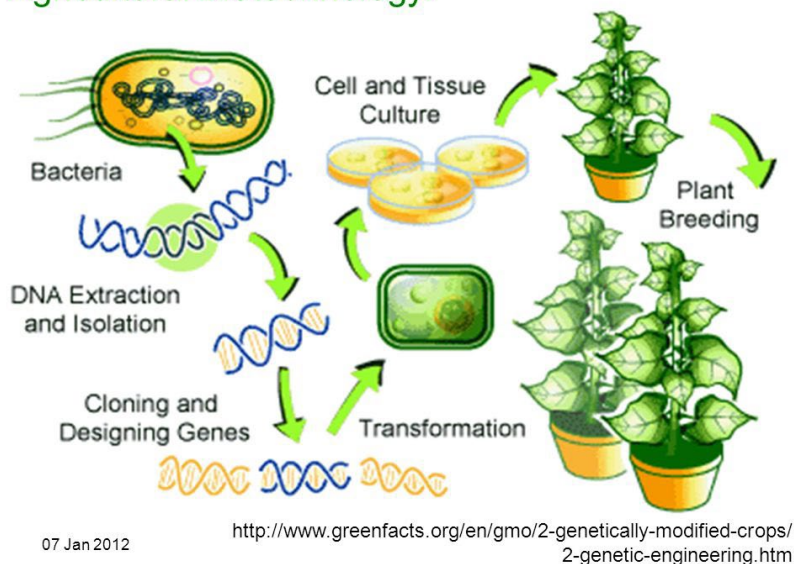 Bacteria
DNA Extraction
and Isolation
Cloning and
Designing Genes
Transformation
Cell and Tissue
Culture
Plant
Breeding
07 Jan 2012
http://www.greenfacts.org/en/gmo/2-genetically-modified-crops/
2-genetic-engineering.htm